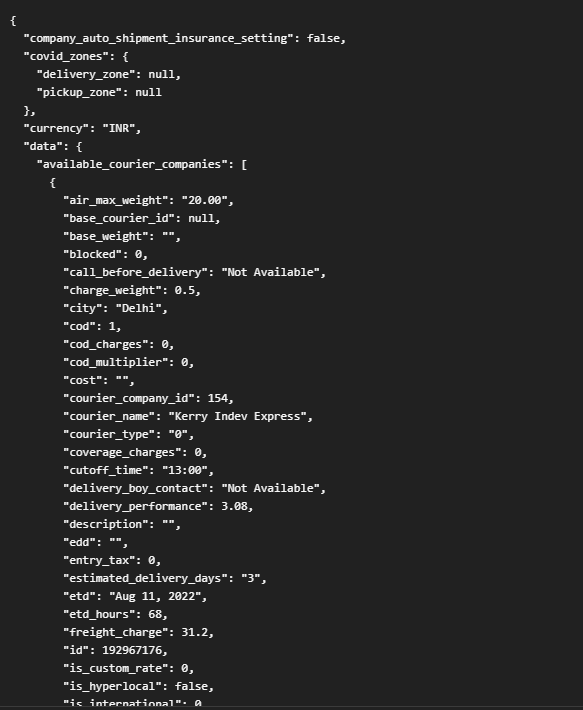 {
"company_auto_shipment_insurance_setting": false,
"covid_zones": {
"delivery_zone": null,
"pickup_zone": null
},
"currency": "INR",
"data": {
"available_courier_companies": [
{
"air_max_weight": "20.00",
"base_courier_id": null,
"base_weight": "",
"blocked": 0,
"call_before_delivery": "Not Available",
"charge_weight": 0.5,
"city": "Delhi",
"cod": 1,
"cod_charges": 0,
"cod_multiplier": 0,
"cost": "",
"courier_company_id": 154,
"courier_name": "Kerry Indev Express",
"courier_type": "0",
"coverage_charges": 0,
"cutoff_time": "13:00",
"delivery_boy_contact": "Not Available",
"delivery_performance": 3.08,
"description": "",
"edd": "",
"entry_tax": 0,
"estimated_delivery_days": "3",
"etd": "Aug 11, 2022",
"etd_hours": 68,
"freight_charge": 31.2,
"id": 192967176,
"is_custom_rate": 0,
"is_hyperlocal": false,
"is_international": 0